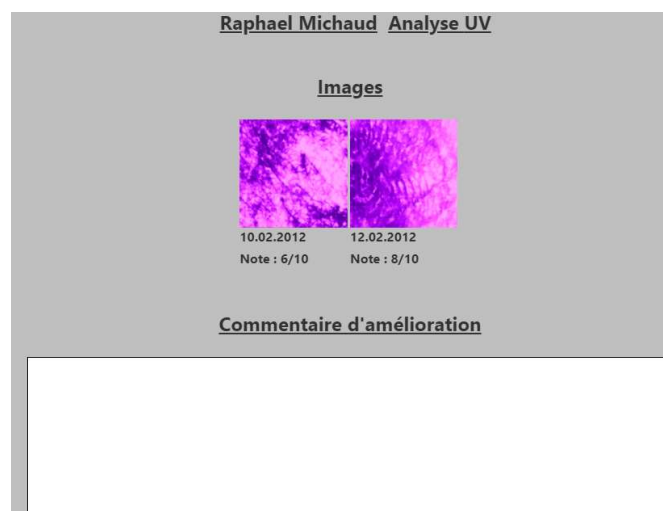 Raphael Michaud Analyse UV
Images
10.02.2012 12.02.2012
Note : 6/10 Note : 8/10
Commentaire d'amélioration